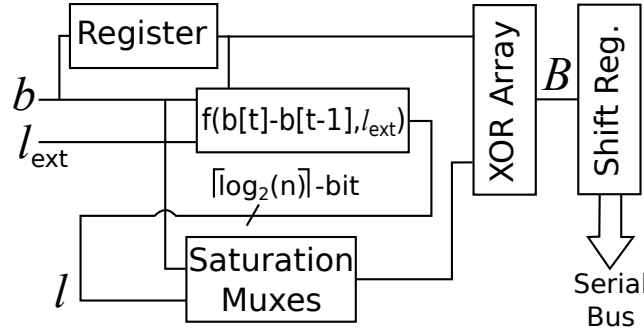 Register
b
f(b[t]-b[t-1],l_ext)
l_ext
⌈log₂(n)⌉-bit
l
Saturation
Muxes
XOR Array
B
Shift Reg.
Serial
Bus